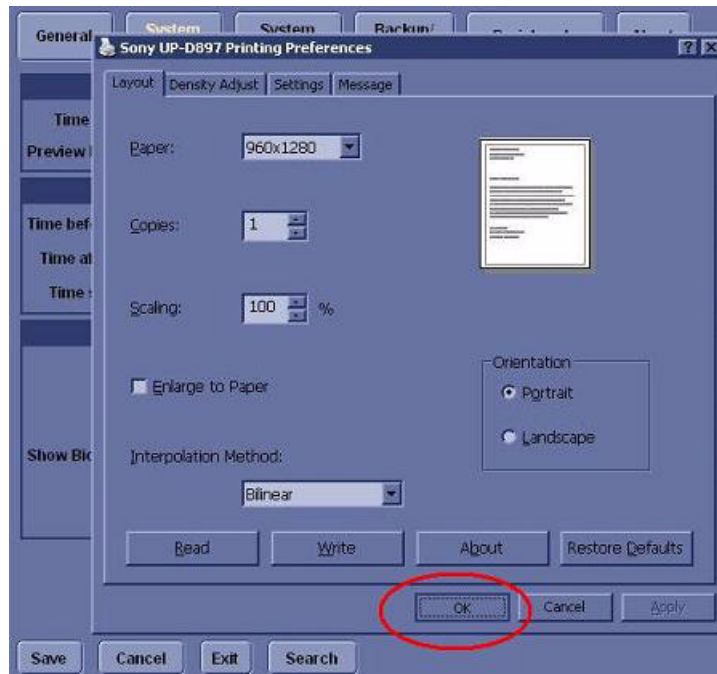 General
System
System
Backup/
Sony UP-D897 Printing Preferences
Layout
Density Adjust
Settings
Message
Time
Preview
Paper:
960x1280
Time bef
Copies:
1
Time
Time
Scaling:
100
%
Enlarge to Paper
Orientation
Portrait
Landscape
Show Bio
Interpolation Method:
Bilinear
Read
Write
About
Restore Defaults
OK
Cancel
Apply
Save
Cancel
Exit
Search